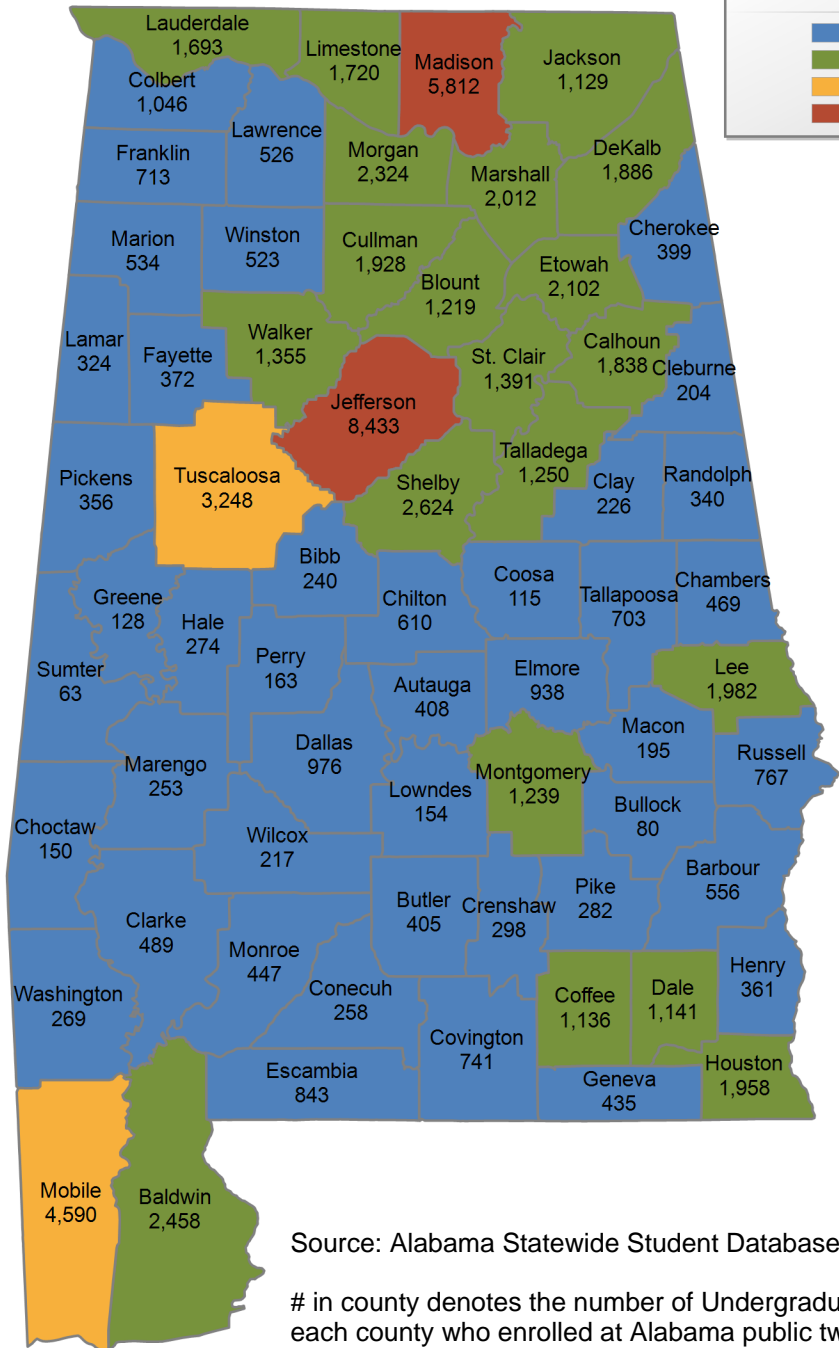 Lauderdale
1,693
Limestone
1,720
Madison
5,812
Jackson
1,129
Colbert
1,046
Lawrence
526
Franklin
713
Morgan
2,324
Marshall
2,012
DeKalb
1,886
Marion
534
Winston
523
Cullman
1,928
Blount
1,219
Etowah
2,102
Cherokee
399
Lamar
324
Fayette
372
Walker
1,355
Jefferson
8,433
St. Clair
1,391
Calhoun
1,838
Cleburne
204
Pickens
356
Tuscaloosa
3,248
Shelby
2,624
Talladega
1,250
Clay
226
Randolph
340
Greene
128
Hale
274
Bibb
240
Chilton
610
Coosa
115
Tallapoosa
703
Chambers
469
Sumter
63
Perry
163
Autauga
408
Elmore
938
Lee
1,982
Marengo
253
Dallas
976
Lowndes
154
Montgomery
1,239
Macon
195
Russell
767
Bullock
80
Choctaw
150
Wilcox
217
Clarke
489
Butler
405
Crenshaw
298
Pike
282
Barbour
556
Washington
269
Monroe
447
Conecuh
258
Covington
741
Coffee
1,136
Dale
1,141
Henry
361
Escambia
843
Geneva
435
Houston
1,958
Mobile
4,590
Baldwin
2,458
Source: Alabama Statewide Student Database
# in county denotes the number of
each county who enrolled at Alabama public